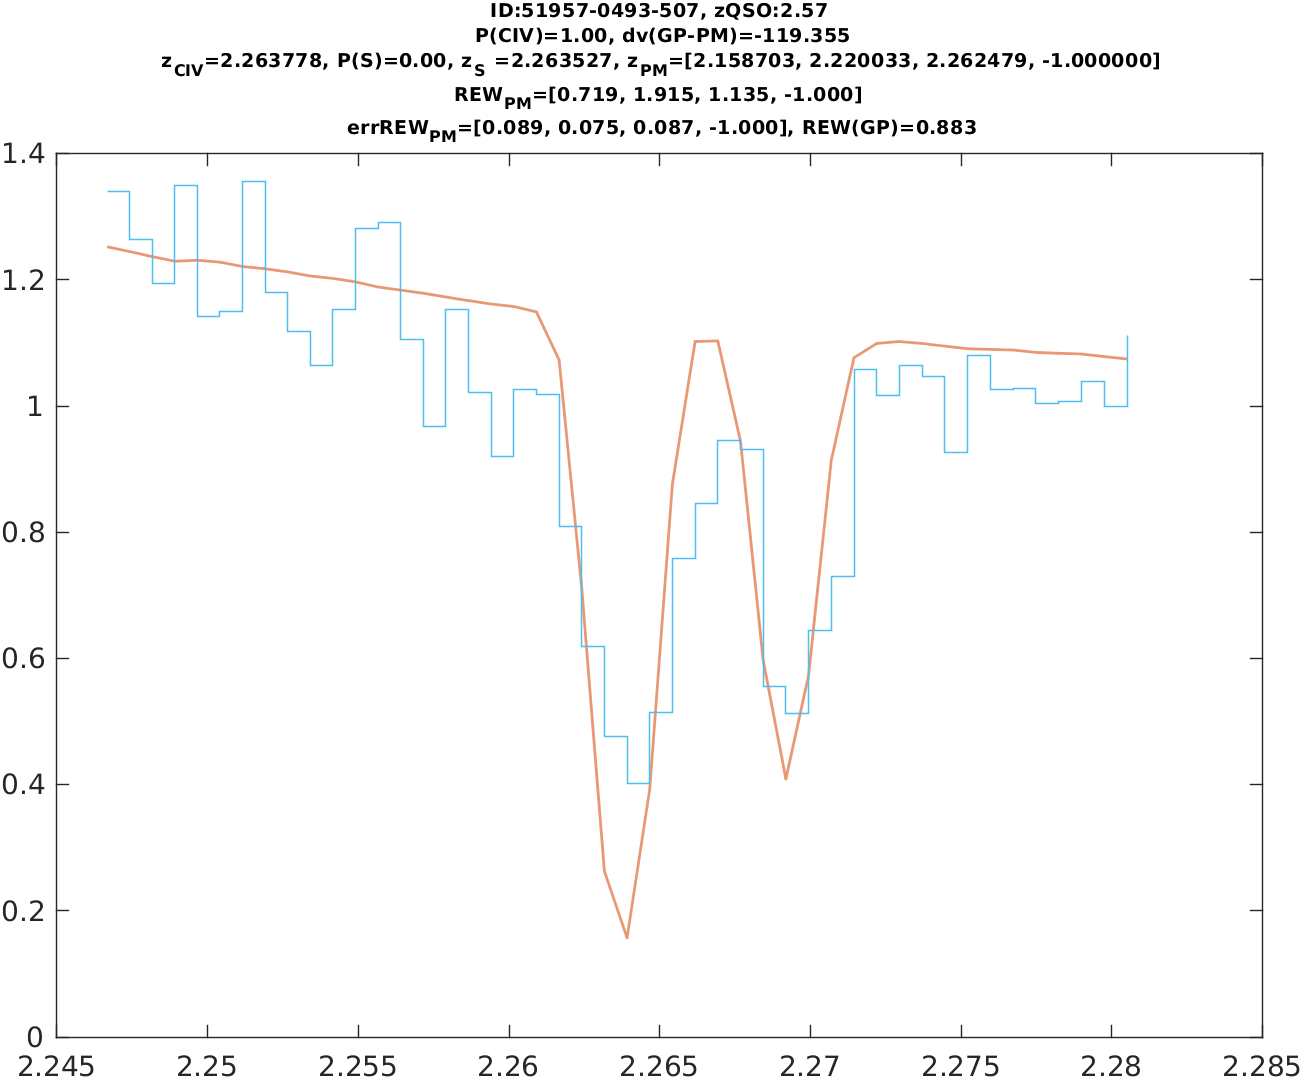 ID:51957-0493-507, zQSO:2.57
P(CIV)=1.00, dv(GP-PM)=-119.355
zCIV=2.263778, P(S)=0.00, zS =2.263527, zPM=[2.158703, 2.220033, 2.262479, -1.000000]
REWPM=[0.719, 1.915, 1.135, -1.000]
errREWPM=[0.089, 0.075, 0.087, -1.000], REW(GP)=0.883
1.4
1.2
1
0.8
0.6
0.4
0.2
0
2.245 2.25 2.255 2.26 2.265 2.27 2.275 2.28 2.285